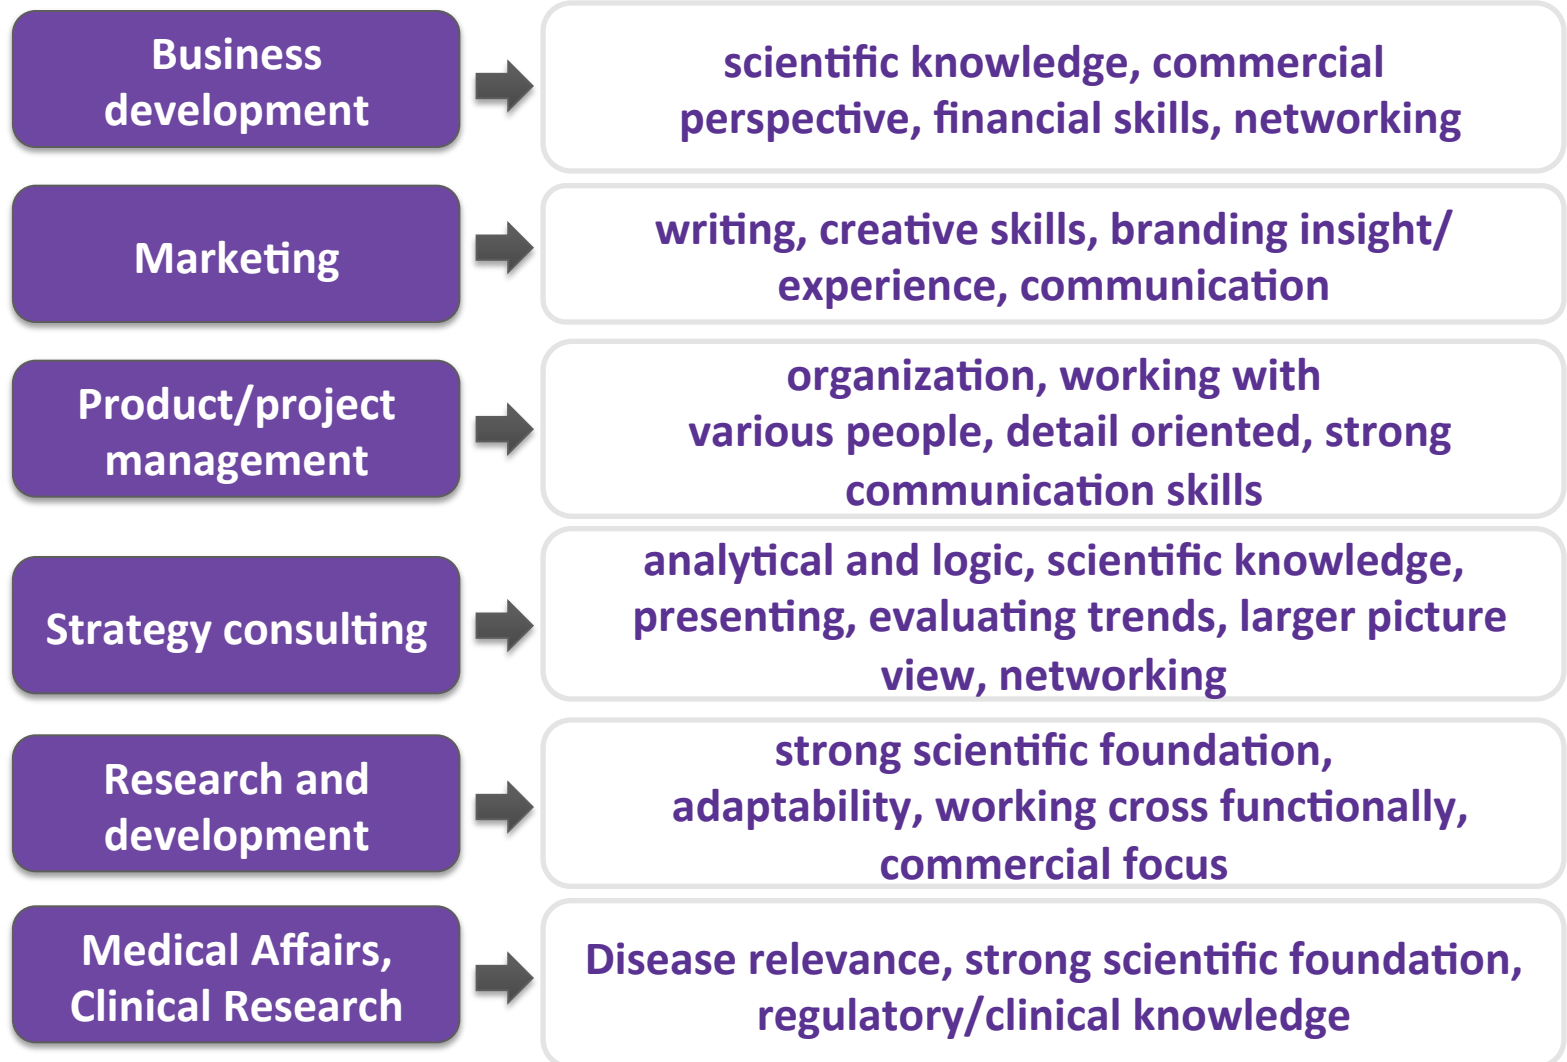 Business
development
scientific knowledge, commercial
perspective, financial skills, networking
Marketing
writing, creative skills, branding insight/
experience, communication
Product/project
management
organization, working with
various people, detail oriented, strong
communication skills
Strategy consulting
analytical and logic, scientific knowledge,
presenting, evaluating trends, larger picture
view, networking
Research and
development
strong scientific foundation,
adaptability, working cross functionally,
commercial focus
Medical Affairs,
Clinical Research
Disease relevance, strong scientific foundation,
regulatory/clinical knowledge